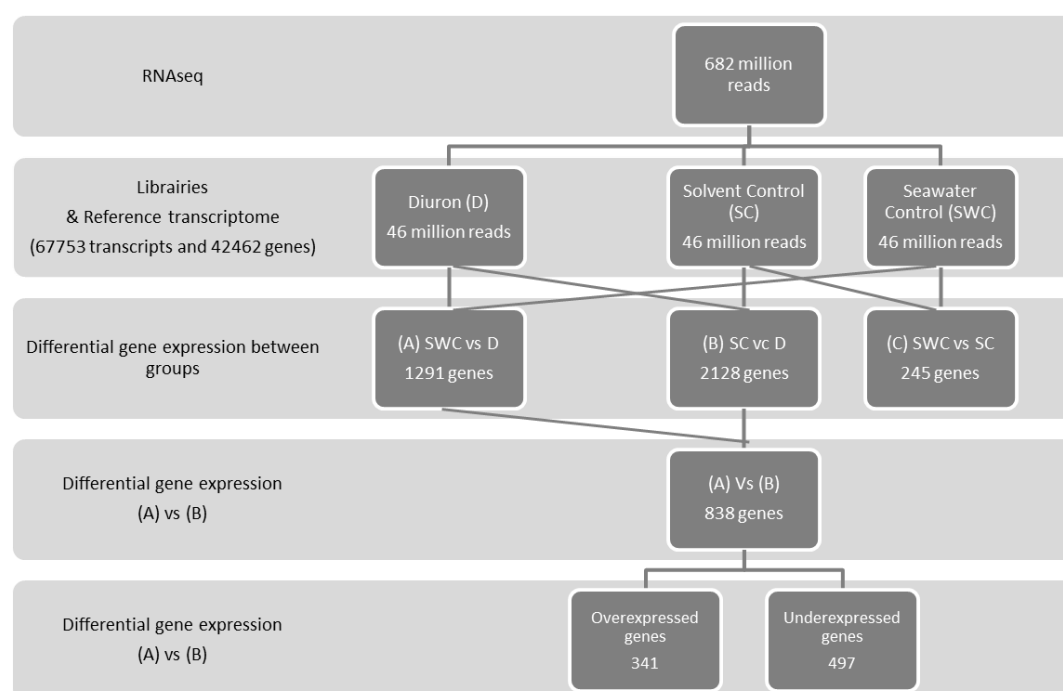 RNAseq
682 million
reads
Librairies
& Reference transcriptome
(67753 transcripts and 42462 genes)
Diuron (D)
46 million reads
Solvent Control
(SC)
46 million reads
Seawater
Control (SWC)
46 million reads
Differential gene expression between
groups
(A) SWC vs D
1291 genes
(B) SC vc D
2128 genes
(C) SWC vs SC
245 genes
Differential gene expression
(A) vs (B)
(A) Vs (B)
838 genes
Differential gene expression
(A) vs (B)
Overexpressed
genes
341
Underexpressed
genes
497